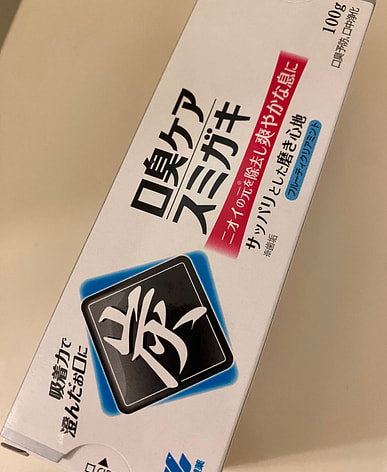 100g
口臭予防、口中浄化
口臭ケア
スミガキ
ニオイの元※を除去し爽やかな息に
サッパリとした磨き心地
フルーティクリアミント
※歯垢
炭
吸着力で
澄んだお口に